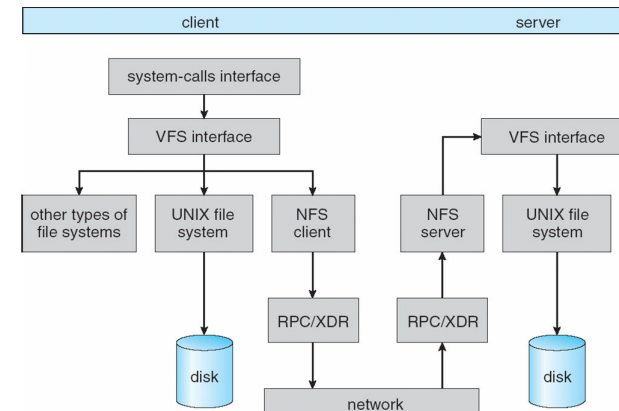 client
server
system-calls interface
VFS interface
VFS interface
other types of
file systems
UNIX file
system
NFS
client
NFS
server
UNIX file
system
RPC/XDR
RPC/XDR
disk
disk
network